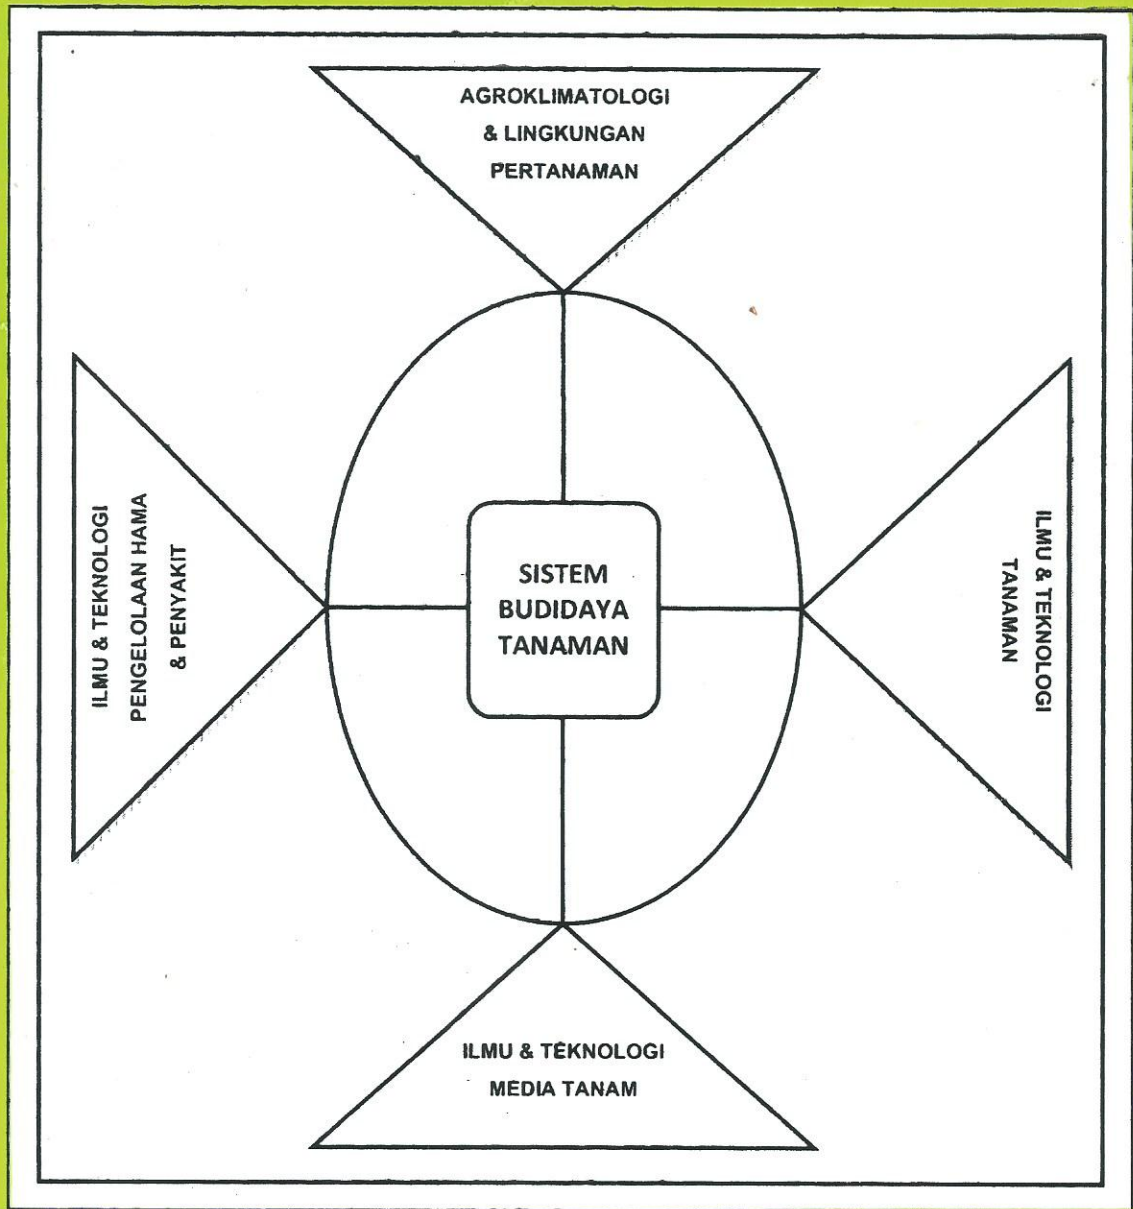 AGROKLIMATOLOGI
& LINGKUNGAN
PERTANAMAN
ILMU & TEKNOLOGI
PENGELOLAAN HAMA
& PENYAKIT
SISTEM
BUDIDAYA
TANAMAN
ILMU & TEKNOLOGI
TANAMAN
ILMU & TEKNOLOGI
MEDIA TANAM